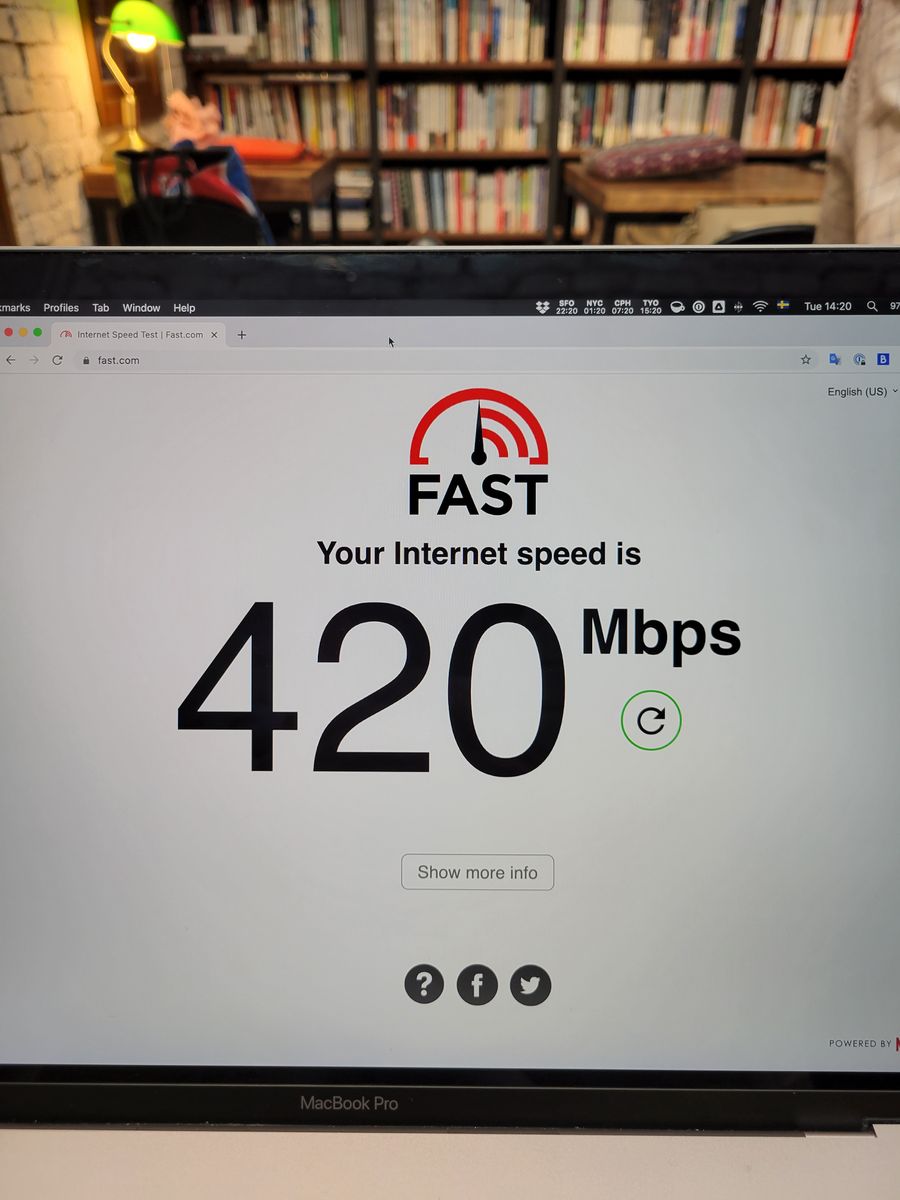 Profiles Tab Window Help
SFO NYC CPH TYO
22:20 01:20 07:20 15:20
Tue 14:20
97
Internet Speed Test | Fast.com
fast.com
English (US)
FAST
Your Internet speed is
420 Mbps
Show more info
?
f
POWERED BY
MacBook Pro